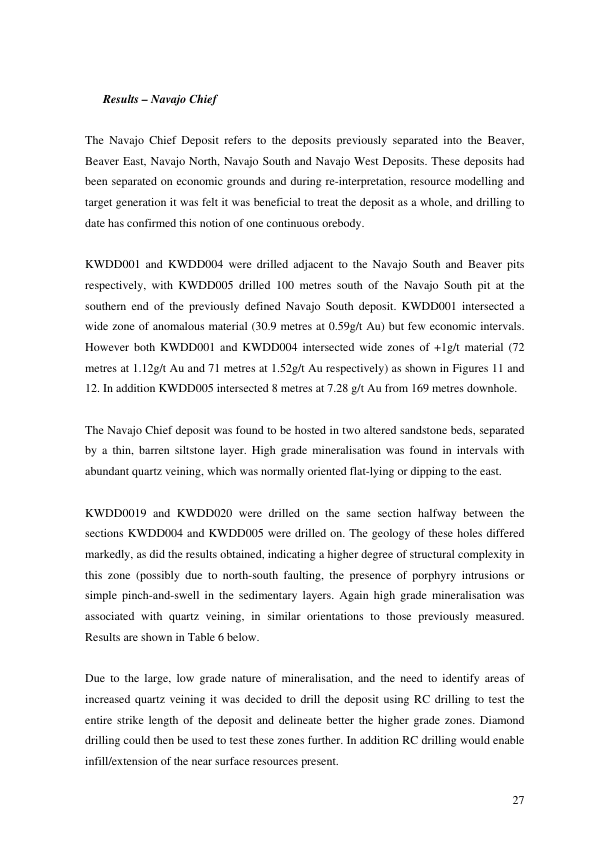 Results – Navajo Chief
The Navajo Chief Deposit refers to the deposits previously separated into the Beaver,
Beaver East, Navajo North, Navajo South and Navajo West Deposits. These deposits had
been separated on economic grounds and during re-interpretation, resource modelling and
target generation it was felt it was beneficial to treat the deposit as a whole, and drilling to
date has confirmed this notion of one continuous orebody.
KWDD001 and KWDD004 were drilled adjacent to the Navajo South and Beaver pits
respectively, with KWDD005 drilled 100 metres south of the Navajo South pit at the
southern end of the previously defined Navajo South deposit. KWDD001 intersected a
wide zone of anomalous material (30.9 metres at 0.59g/t Au) but few economic intervals.
However both KWDD001 and KWDD004 intersected wide zones of +1g/t material (72
metres at 1.12g/t Au and 71 metres at 1.52g/t Au respectively) as shown in Figures 11 and
12. In addition KWDD005 intersected 8 metres at 7.28 g/t Au from 169 metres downhole.
The Navajo Chief deposit was found to be hosted in two altered sandstone beds, separated
by a thin, barren siltstone layer. High grade mineralisation was found in intervals with
abundant quartz veining, which was normally oriented flat-lying or dipping to the east.
KWDD0019 and KWDD020 were drilled on the same section halfway between the
sections KWDD004 and KWDD005 were drilled on. The geology of these holes differed
markedly, as did the results obtained, indicating a higher degree of structural complexity in
this zone (possibly due to north-south faulting, the presence of porphyry intrusions or
simple pinch-and-swell in the sedimentary layers. Again high grade mineralisation was
associated with quartz veining, in similar orientations to those previously measured.
Results are shown in Table 6 below.
Due to the large, low grade nature of mineralisation, and the need to identify areas of
increased quartz veining it was decided to drill the deposit using RC drilling to test the
entire strike length of the deposit and delineate better the higher grade zones. Diamond
drilling could then be used to test these zones further. In addition RC drilling would enable
infill/extension of the near surface resources present.
27